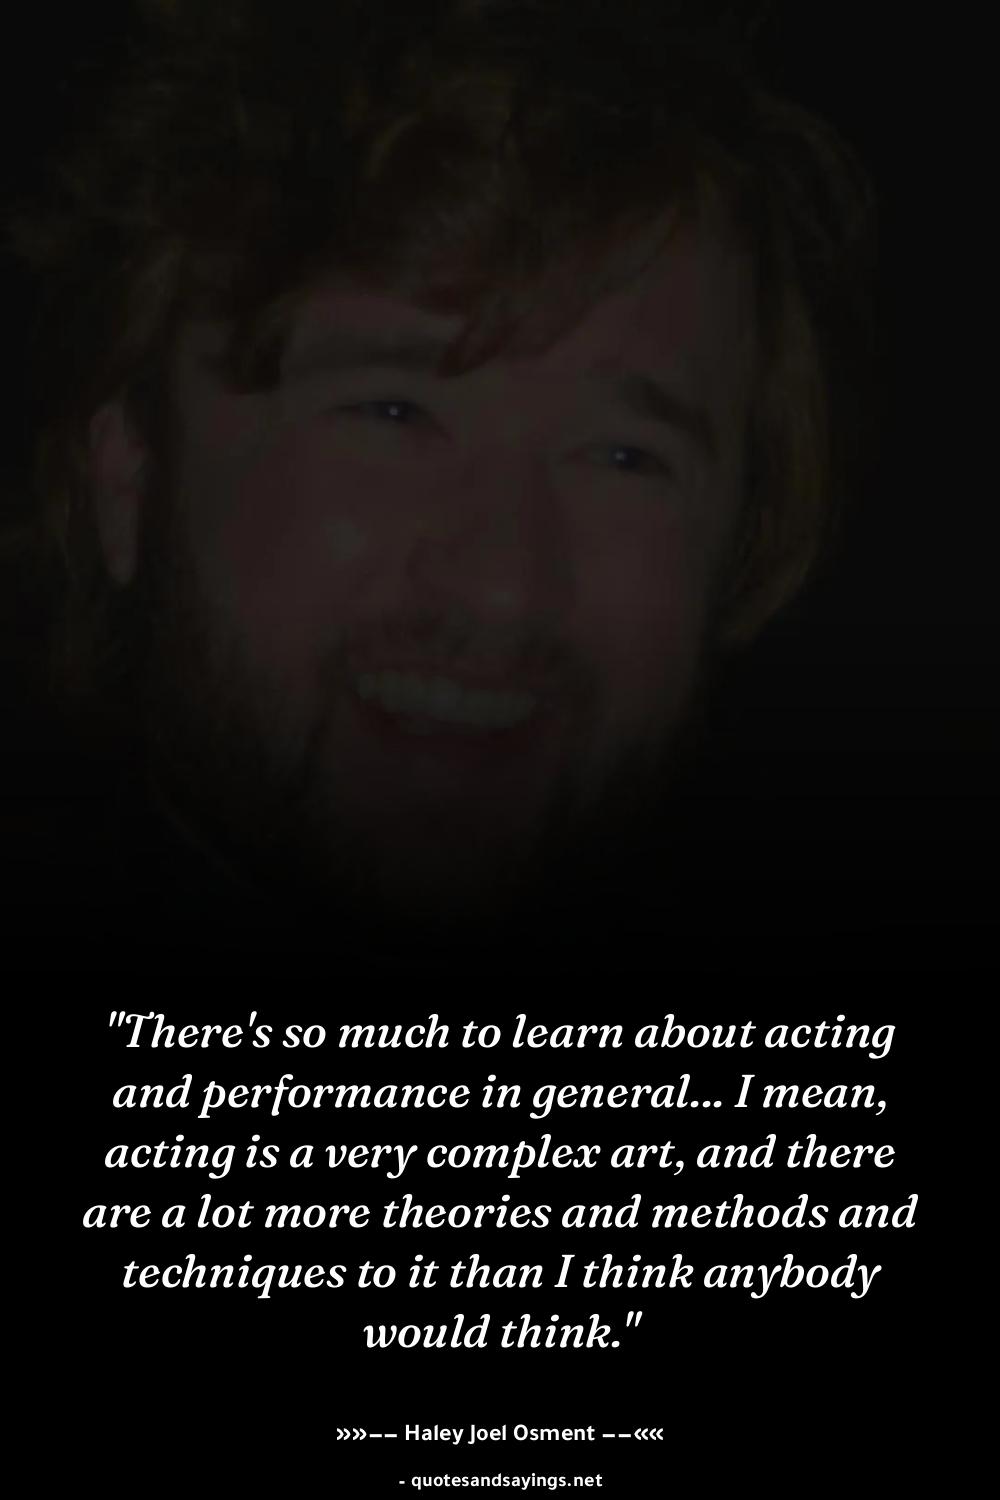 "There's so much to learn about acting
and performance in general... I mean,
acting is a very complex art, and there
are a lot more theories and methods and
techniques to it than I think anybody
would think."
»»−− Haley Joel Osment −−««
- quotesandsayings.net